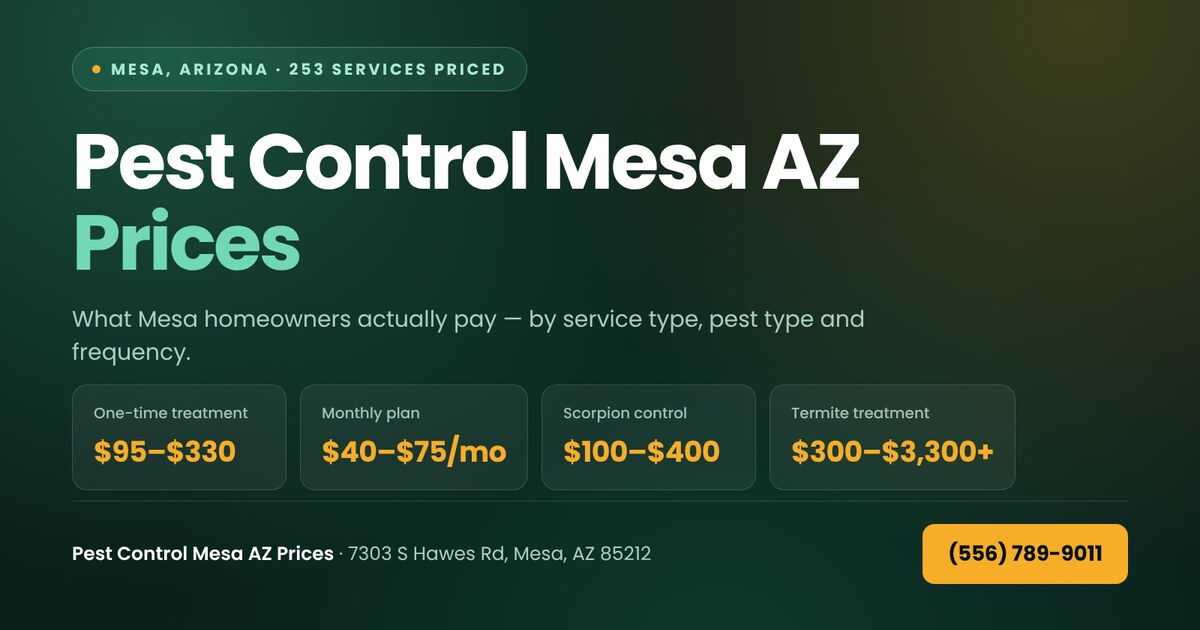 MESA, ARIZONA · 253 SERVICES PRICED
Pest Control Mesa AZ
Prices
What Mesa homeowners actually pay — by service type, pest type and
frequency.
One-time treatment
$95–$330
Monthly plan
$40–$75/mo
Scorpion control
$100–$400
Termite treatment
$300–$3,300+
Pest Control Mesa AZ Prices · 7303 S Hawes Rd, Mesa, AZ 85212
(556) 789-9011